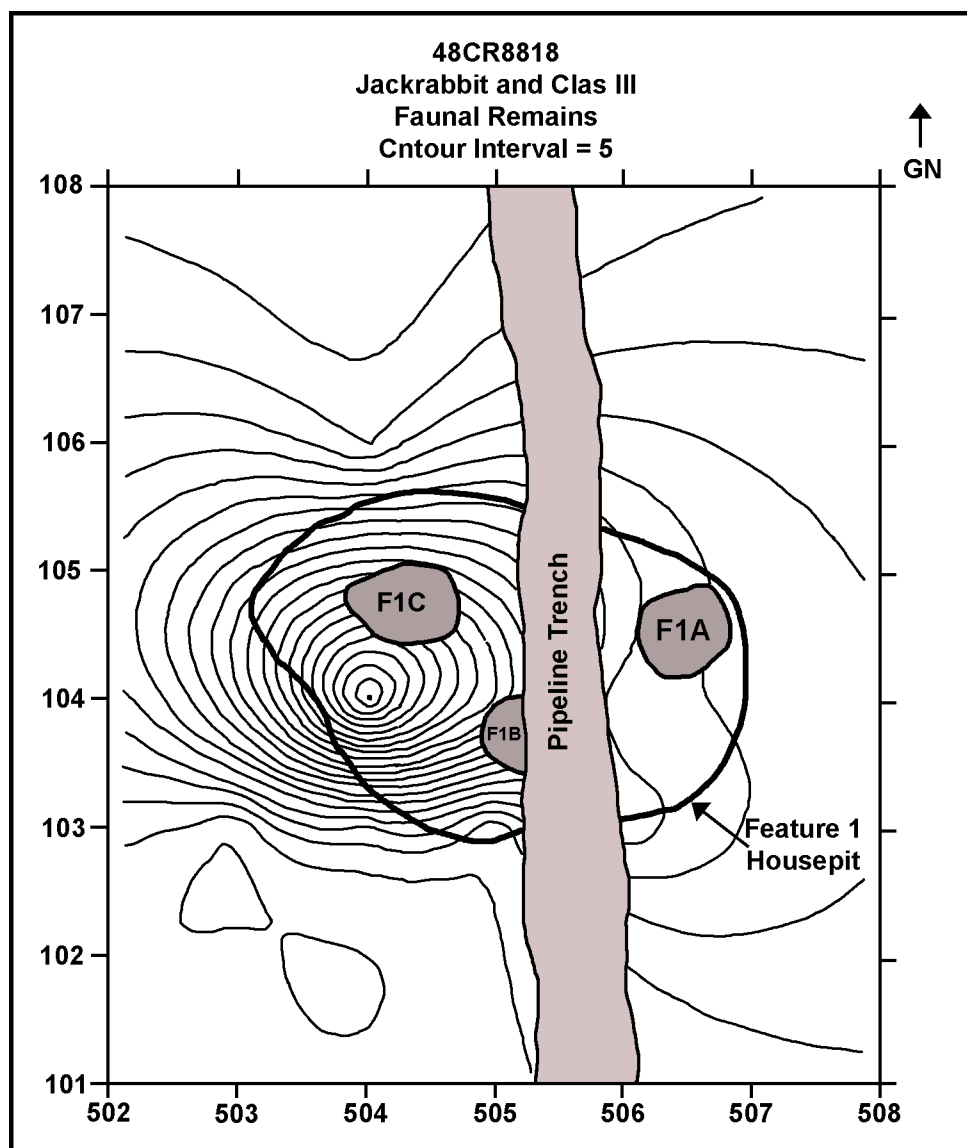 48CR8818
Jackrabbit and Clas III
Faunal Remains
Cntour Interval = 5
GN
108
107
106
105
104
103
102
101
F1C
F1A
F1B
Pipeline Trench
Feature 1
Housepit
502
503
504
505
506
507
508